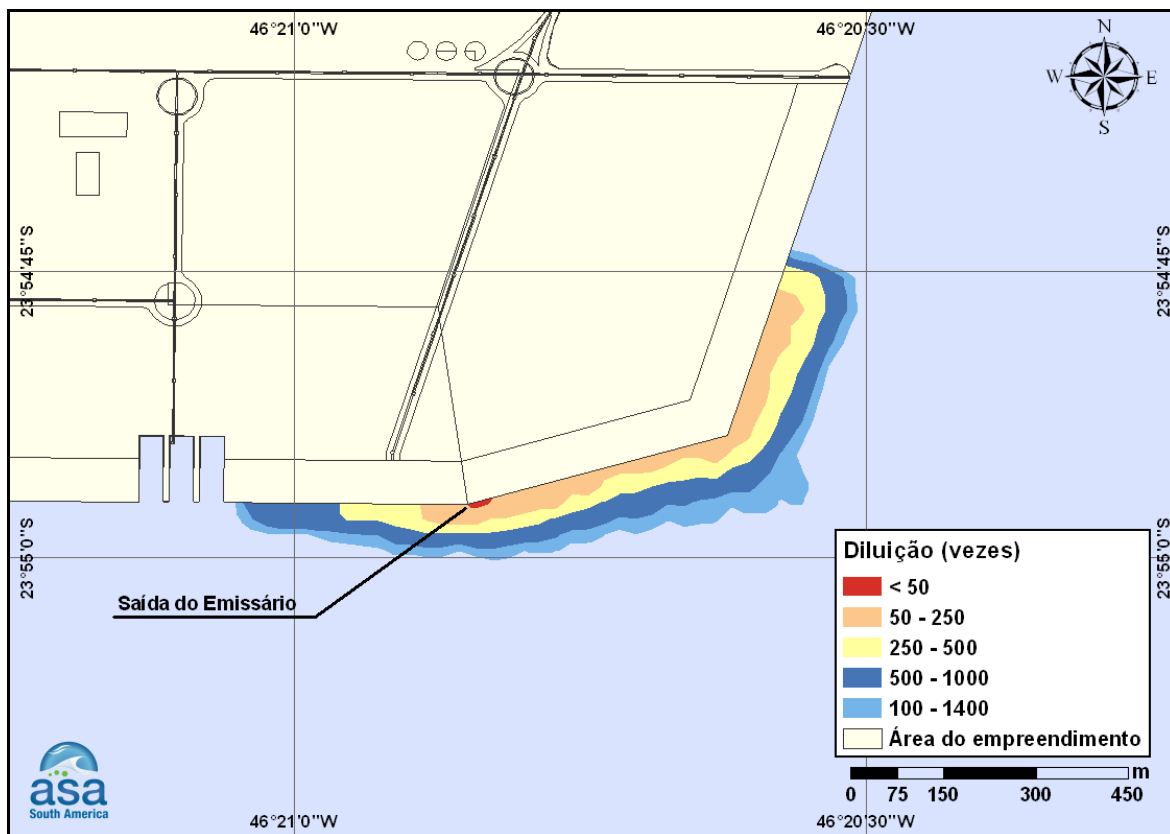 46°21'0"W
46°20'30"W
N
W E
S
23°54'45"S
23°54'45"S
23°55'0"S
23°55'0"S
Saída do Emissário
Diluição (vezes)
< 50
50 - 250
250 - 500
500 - 1000
100 - 1400
Área do empreendimento
m
0 75 150 300 450
asa
South America
46°21'0"W
46°20'30"W